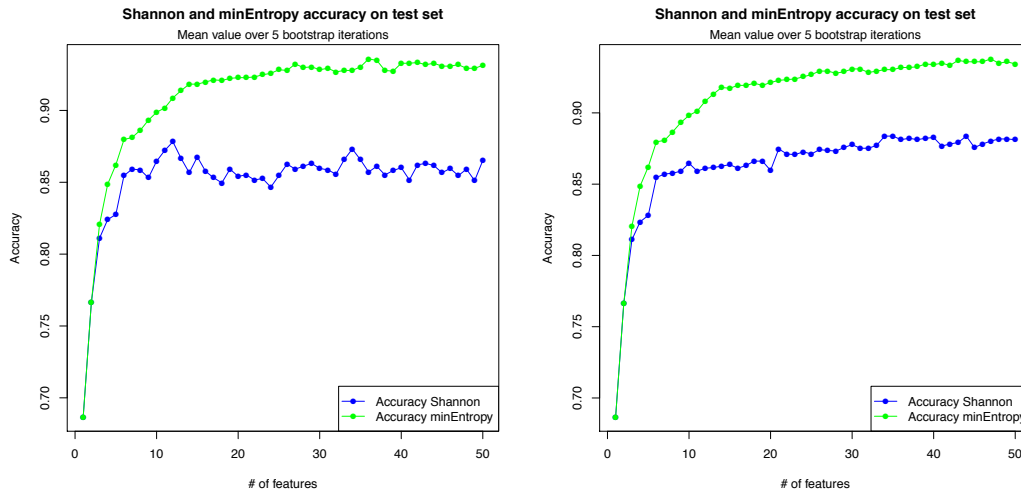 Shannon and minEntropy accuracy on test set
Mean value over 5 bootstrap iterations
Accuracy
0.90
0.85
0.80
0.75
0.70
Accuracy Shannon
Accuracy minEntropy
0 10 20 30 40 50
# of features
Shannon and minEntropy accuracy on test set
Mean value over 5 bootstrap iterations
Accuracy
0.90
0.85
0.80
0.75
0.70
Accuracy Shannon
Accuracy minEntropy
0 10 20 30 40 50
# of features